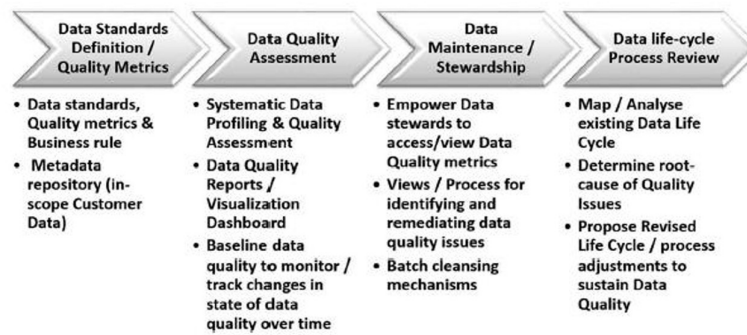 Data Standards
Definition /
Quality Metrics
• Data standards,
Quality metrics &
Business rule
• Metadata
repository (in-
scope Customer
Data)
Data Quality
Assessment
• Systematic Data
Profiling & Quality
Assessment
• Data Quality
Reports /
Visualization
Dashboard
• Baseline data
quality to monitor /
track changes in
state of data
quality over time
Data
Maintenance /
Stewardship
• Empower Data
stewards to
access/view Data
Quality metrics
• Views / Process for
identifying and
remediating data
quality issues
• Batch cleansing
mechanisms
Data life-cycle
Process Review
• Map / Analyse
existing Data Life
Cycle
• Determine root-
cause of Quality
Issues
• Propose Revised
Life Cycle / process
adjustments to
sustain Data
Quality